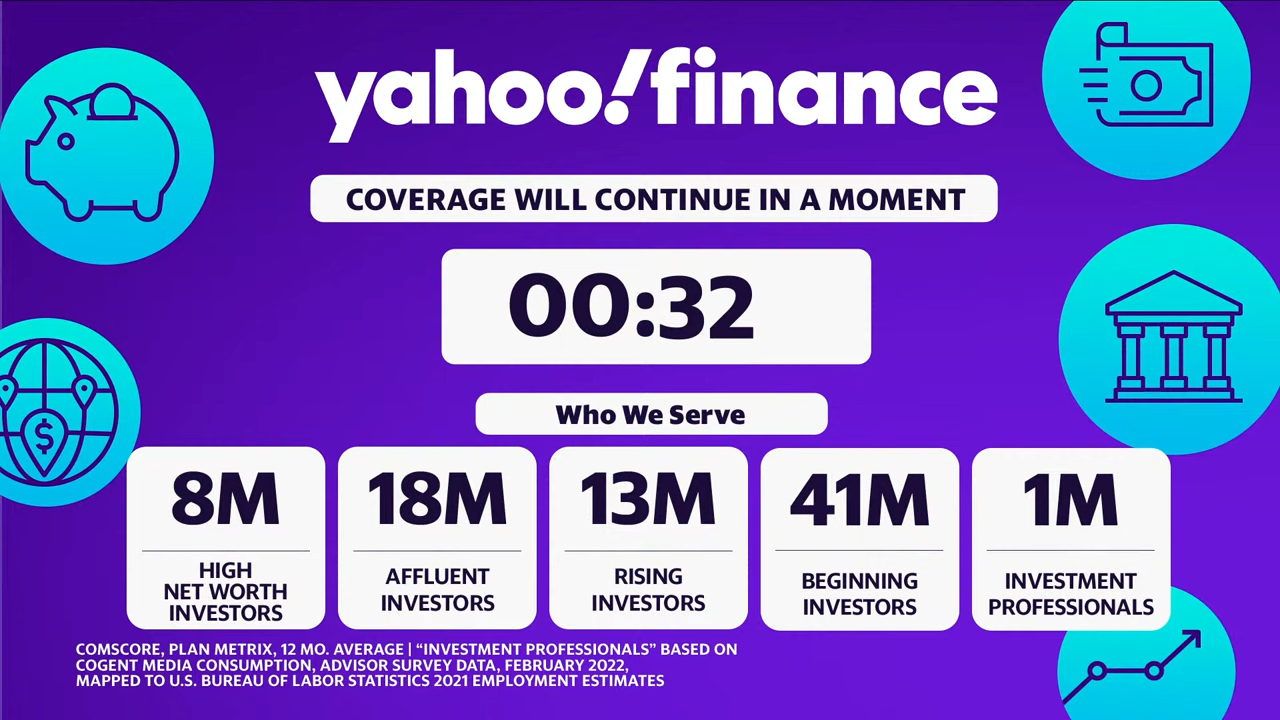 yahoo!finance
COVERAGE WILL CONTINUE IN A MOMENT
00:32
Who We Serve
8M
HIGH
NET WORTH
INVESTORS
18M
AFFLUENT
INVESTORS
13M
RISING
INVESTORS
41M
BEGINNING
INVESTORS
1M
INVESTMENT
PROFESSIONALS
$
COMSCORE, PLAN METRIX, 12 MO. AVERAGE | “INVESTMENT PROFESSIONALS” BASED ON
COGENT MEDIA CONSUMPTION, ADVISOR SURVEY DATA, FEBRUARY 2022,
MAPPED TO U.S. BUREAU OF LABOR STATISTICS 2021 EMPLOYMENT ESTIMATES